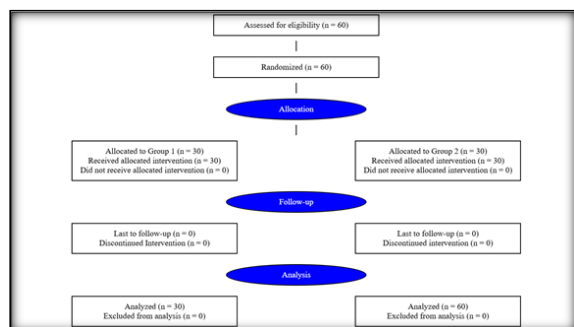 Assessed for eligibility (n = 60)
Randomized (n = 60)
Allocation
Allocated to Group 1 (n = 30)
Received allocated intervention (n = 30)
Did not receive allocated intervention (n = 0)
Allocated to Group 2 (n = 30)
Received allocated intervention (n = 30)
Did not receive allocated intervention (n = 0)
Follow-up
Last to follow-up (n = 0)
Discontinued Intervention (n = 0)
Last to follow-up (n = 0)
Discontinued intervention (n = 0)
Analysis
Analyzed (n = 30)
Excluded from analysis (n = 0)
Analyzed (n = 60)
Excluded from analysis (n = 0)